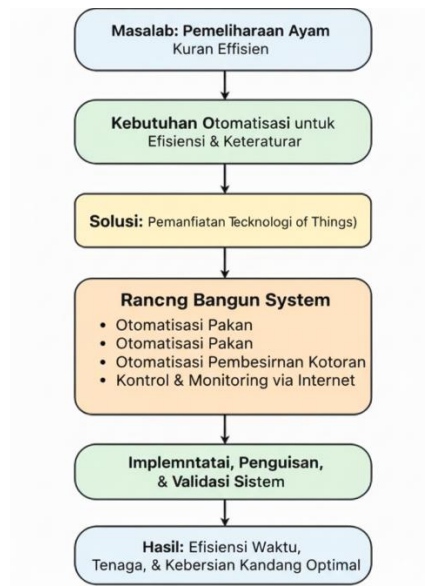 Masalab: Pemeliharaan Ayam
Kuran Effisien
Kebutuhan Otomatisasi untuk
Efisiensi & Keteraturar
Solusi: Pemanfiatan Tecknologi of Things)
Rancng Bangun System
• Otomatisasi Pakan
• Otomatisasi Pakan
• Otomatisasi Pembesirnan Kotoran
• Kontrol & Monitoring via Internet
Implemntatai, Penguisan,
& Validasi Sistem
Hasil: Efisiensi Waktu,
Tenaga, & Kebersian Kandang Optimal